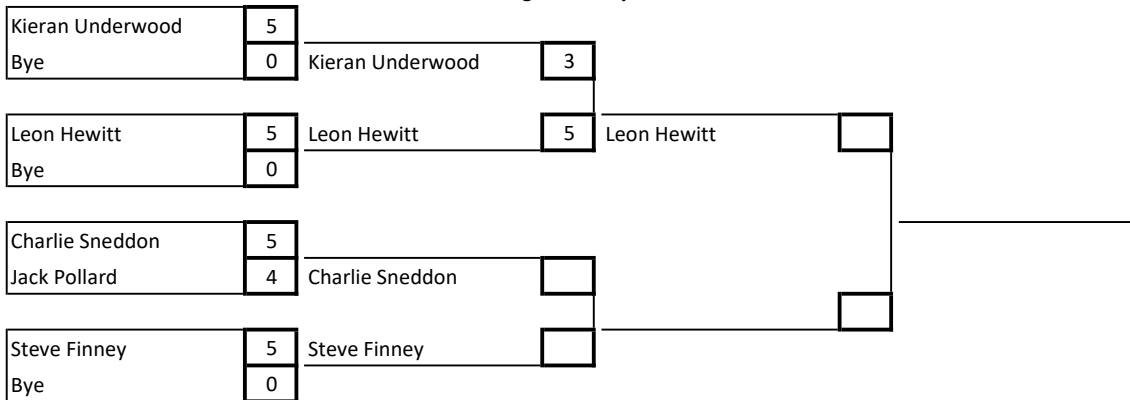 Kieran Underwood 5
Bye 0 Kieran Underwood 3
Leon Hewitt 5 Leon Hewitt 5 Leon Hewitt
Bye 0
Charlie Sneddon 5
Jack Pollard 4 Charlie Sneddon
Steve Finney 5 Steve Finney
Bye 0